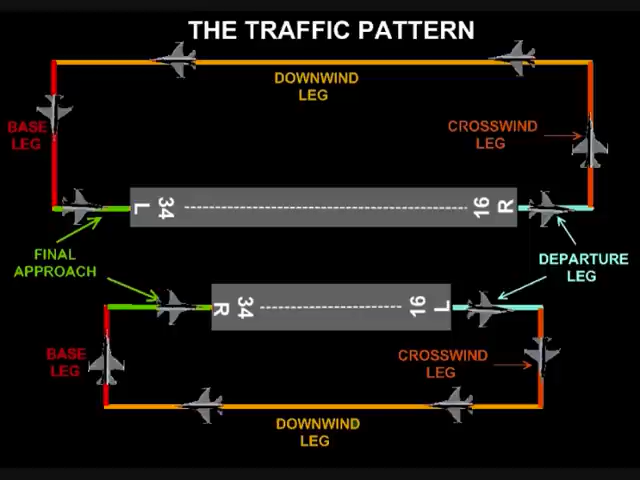 THE TRAFFIC PATTERN
DOWNWIND
LEG
BASE
LEG
CROSSWIND
LEG
L 34
16 R
FINAL
APPROACH
DEPARTURE
LEG
R 34
16 L
BASE
LEG
CROSSWIND
LEG
DOWNWIND
LEG